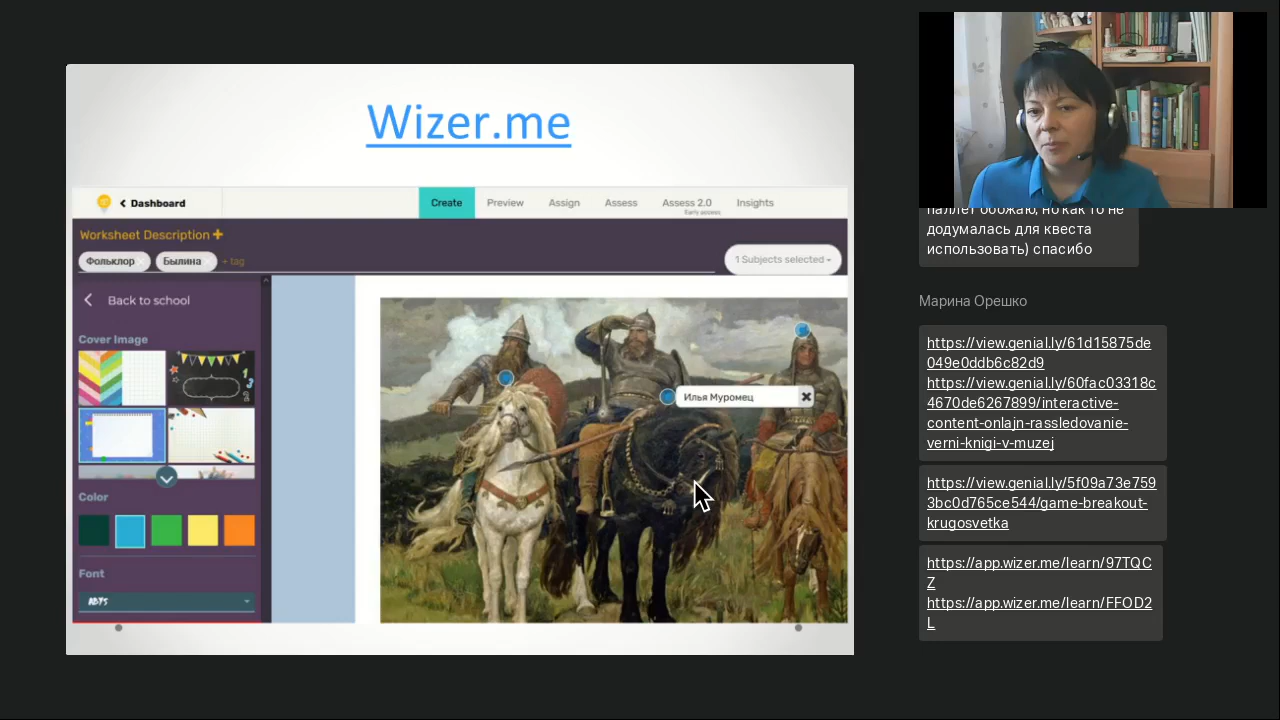 Wizer.me
Dashboard
Create
Preview
Assign
Assess
Assess 2.0
Early access
Insights
Worksheet Description +
Фольклор
Былина
+ tag
1 Subjects selected
Back to school
Cover Image
Color
Font
Илья Муромец
паллет обожаю, но как то не
додумалась для квеста
использовать) спасибо
Марина Орешко
https://view.genial.ly/61d15875de
049e0ddb6c82d9
https://view.genial.ly/60fac03318c
4670de6267899/interactive-
content-onlajn-rassledovanie-
verni-knigi-v-muzej
https://view.genial.ly/5f09a73e759
3bc0d765ce544/game-breakout-
krugosvetka
https://app.wizer.me/learn/97TQC
Z
https://app.wizer.me/learn/FFOD2
L